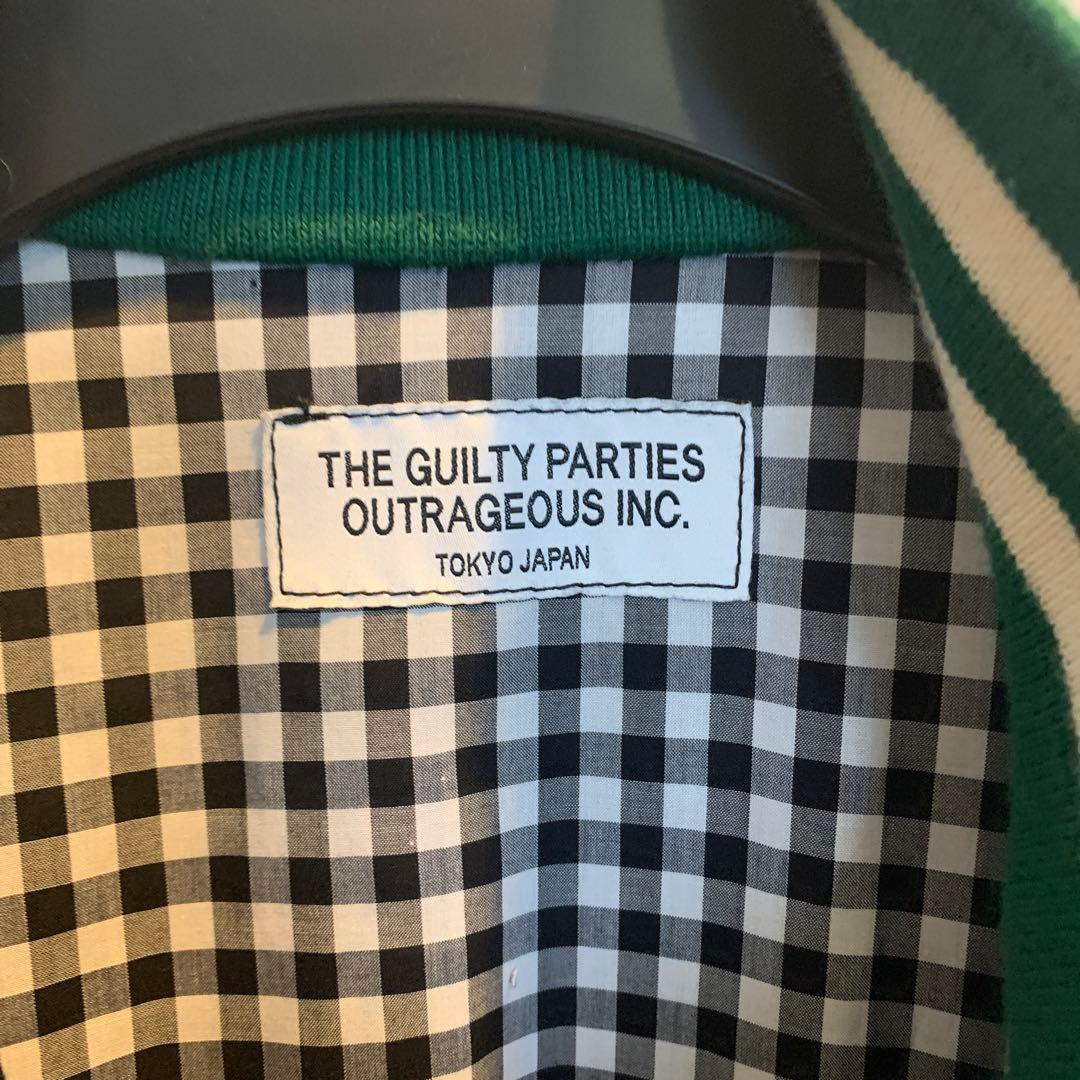 THE GUILTY PARTIES
OUTRAGEOUS INC.
TOKYO JAPAN